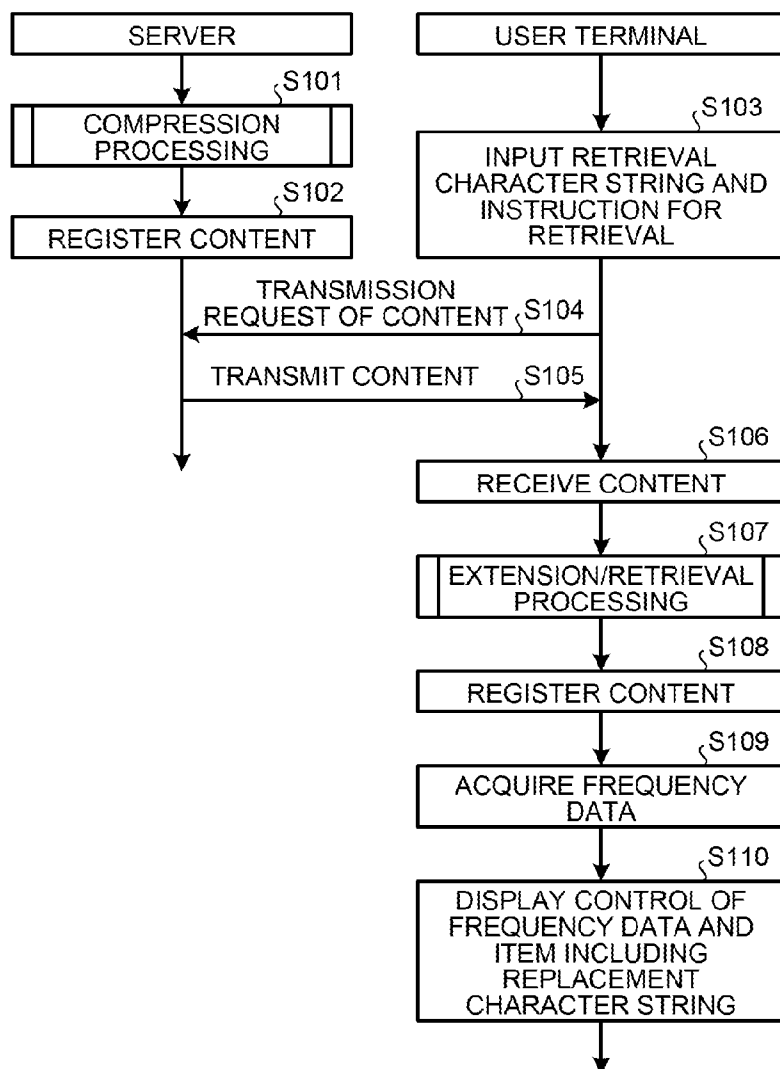 SERVER
USER TERMINAL
S101
COMPRESSION
PROCESSING
S102
REGISTER CONTENT
S103
INPUT RETRIEVAL
CHARACTER STRING AND
INSTRUCTION FOR
RETRIEVAL
TRANSMISSION
REQUEST OF CONTENT
S104
TRANSMIT CONTENT
S105
S106
RECEIVE CONTENT
S107
EXTENSION/RETRIEVAL
PROCESSING
S108
REGISTER CONTENT
S109
ACQUIRE FREQUENCY
DATA
S110
DISPLAY CONTROL OF
FREQUENCY DATA AND
ITEM INCLUDING
REPLACEMENT
CHARACTER STRING